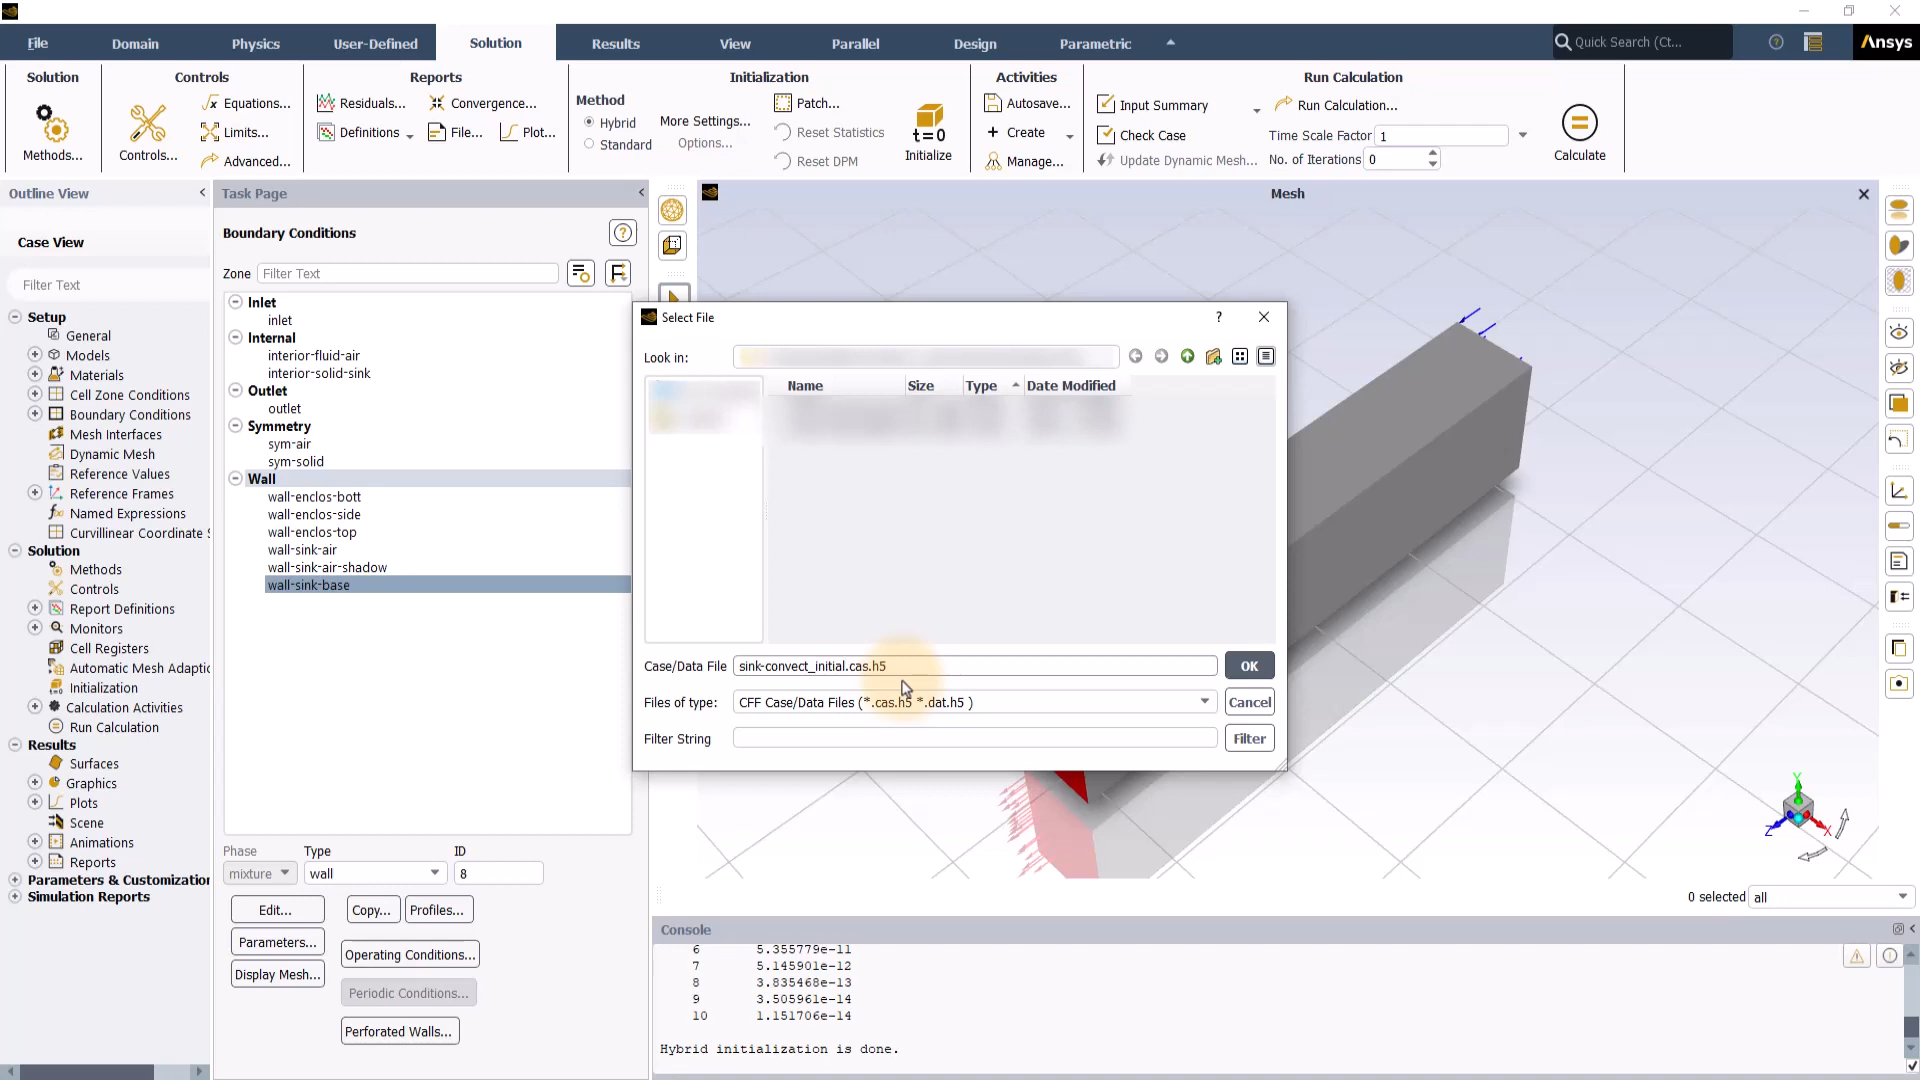 File
Domain
Physics
User-Defined
Solution
Results
View
Parallel
Design
Parametric
Quick Search (Ct...
Ansys
Solution
Controls
Reports
Initialization
Activities
Run Calculation
Methods...
Controls...
Equations...
Limits...
Advanced...
Residuals...
Convergence...
Definitions
File...
Plot...
Method
Hybrid
Standard
More Settings...
Options...
Patch...
Reset Statistics
Reset DPM
t=0
Initialize
Autosave...
Create
Manage...
Input Summary
Check Case
Update Dynamic Mesh...
Run Calculation...
Time Scale Factor 1
No. of Iterations 0
Calculate
Outline View
Case View
Filter Text
Setup
General
Models
Materials
Cell Zone Conditions
Boundary Conditions
Mesh Interfaces
Dynamic Mesh
Reference Values
Reference Frames
Named Expressions
Curvillinear Coordinate S
Solution
Methods
Controls
Report Definitions
Monitors
Cell Registers
Automatic Mesh Adaptio
Initialization
Calculation Activities
Run Calculation
Results
Surfaces
Graphics
Plots
Scene
Animations
Reports
Parameters & Customization
Simulation Reports
Task Page
Boundary Conditions
Zone Filter Text
Inlet
inlet
Internal
interior-fluid-air
interior-solid-sink
Outlet
outlet
Symmetry
sym-air
sym-solid
Wall
wall-enclos-bott
wall-enclos-side
wall-enclos-top
wall-sink-air
wall-sink-air-shadow
wall-sink-base
Phase
Type
ID
mixture
wall
8
Edit...
Copy...
Profiles...
Parameters...
Operating Conditions...
Display Mesh...
Periodic Conditions...
Perforated Walls...
Mesh
Select File
?
Look in:
Name
Size
Type
Date Modified
Case/Data File sink-convect_initial.cas.h5
OK
Files of type: CFF Case/Data Files (*.cas.h5 *.dat.h5 )
Cancel
Filter String
Filter
Y
Z
X
0 selected all
Console
6 5.355779e-11
7 5.145901e-12
8 3.835468e-13
9 3.505961e-14
10 1.151706e-14
Hybrid initialization is done.